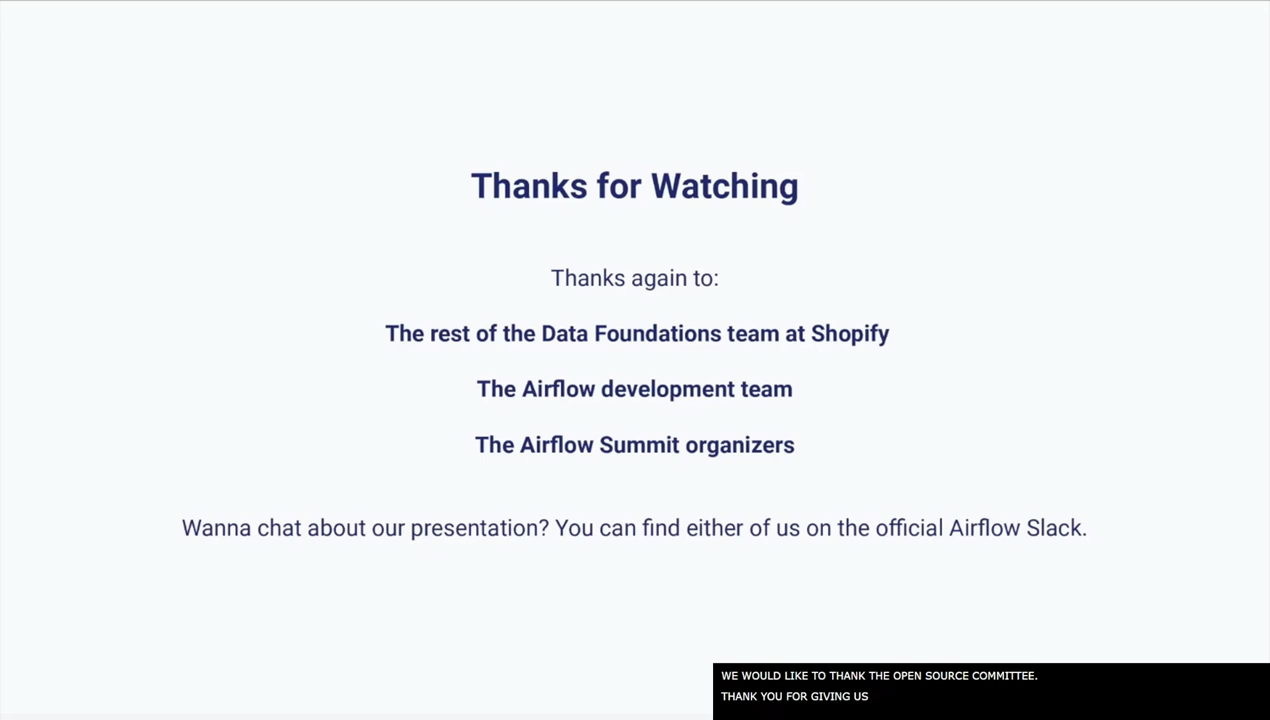 Thanks for Watching
Thanks again to:
The rest of the Data Foundations team at Shopify
The Airflow development team
The Airflow Summit organizers
Wanna chat about our presentation? You can find either of us on the official Airflow Slack.
WE WOULD LIKE TO THANK THE OPEN SOURCE COMMITTEE.
THANK YOU FOR GIVING US